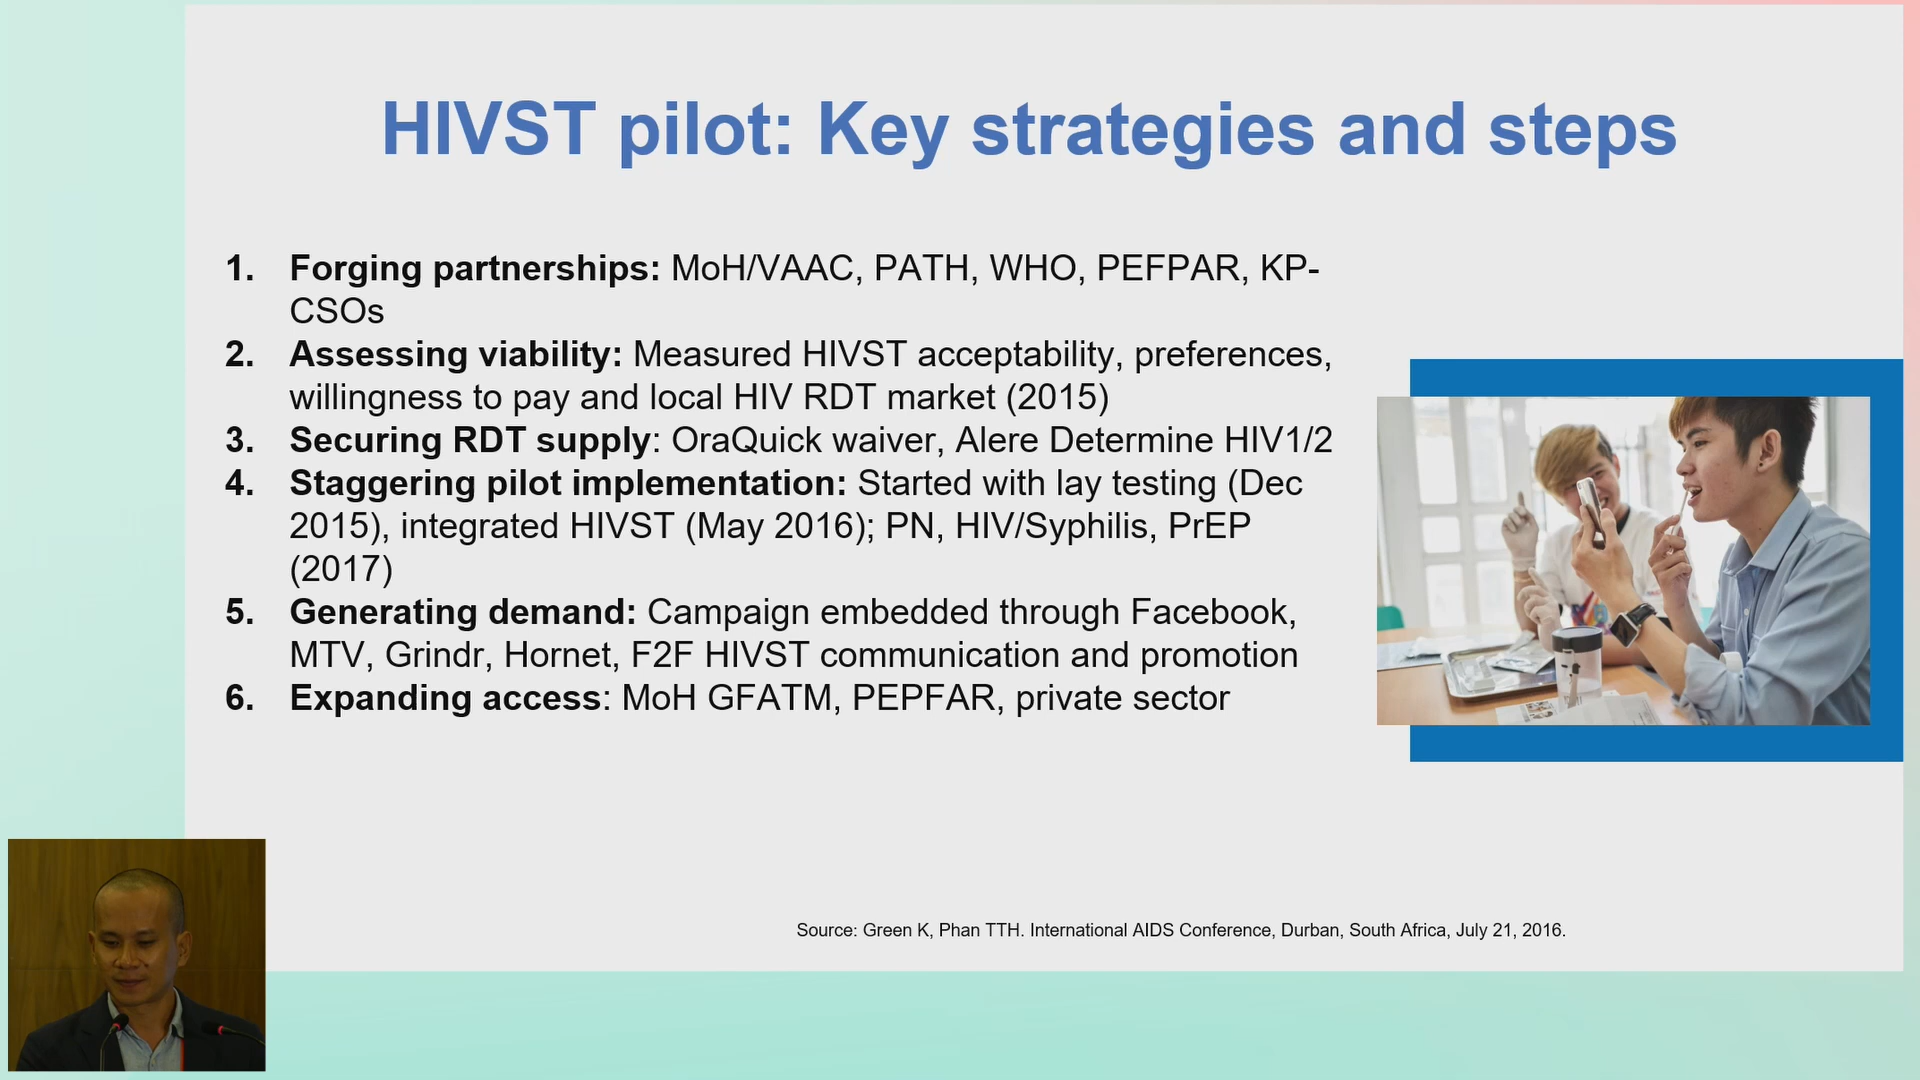 HIVST pilot: Key strategies and steps
1. Forging partnerships: MoH/VAAC, PATH, WHO, PEFPAR, KP-
CSOs
2. Assessing viability: Measured HIVST acceptability, preferences,
willingness to pay and local HIV RDT market (2015)
3. Securing RDT supply: OraQuick waiver, Alere Determine HIV1/2
4. Staggering pilot implementation: Started with lay testing (Dec
2015), integrated HIVST (May 2016); PN, HIV/Syphilis, PrEP
(2017)
5. Generating demand: Campaign embedded through Facebook,
MTV, Grindr, Hornet, F2F HIVST communication and promotion
6. Expanding access: MoH GFATM, PEPFAR, private sector
Source: Green K, Phan TTH. International AIDS Conference, Durban, South Africa, July 21, 2016.